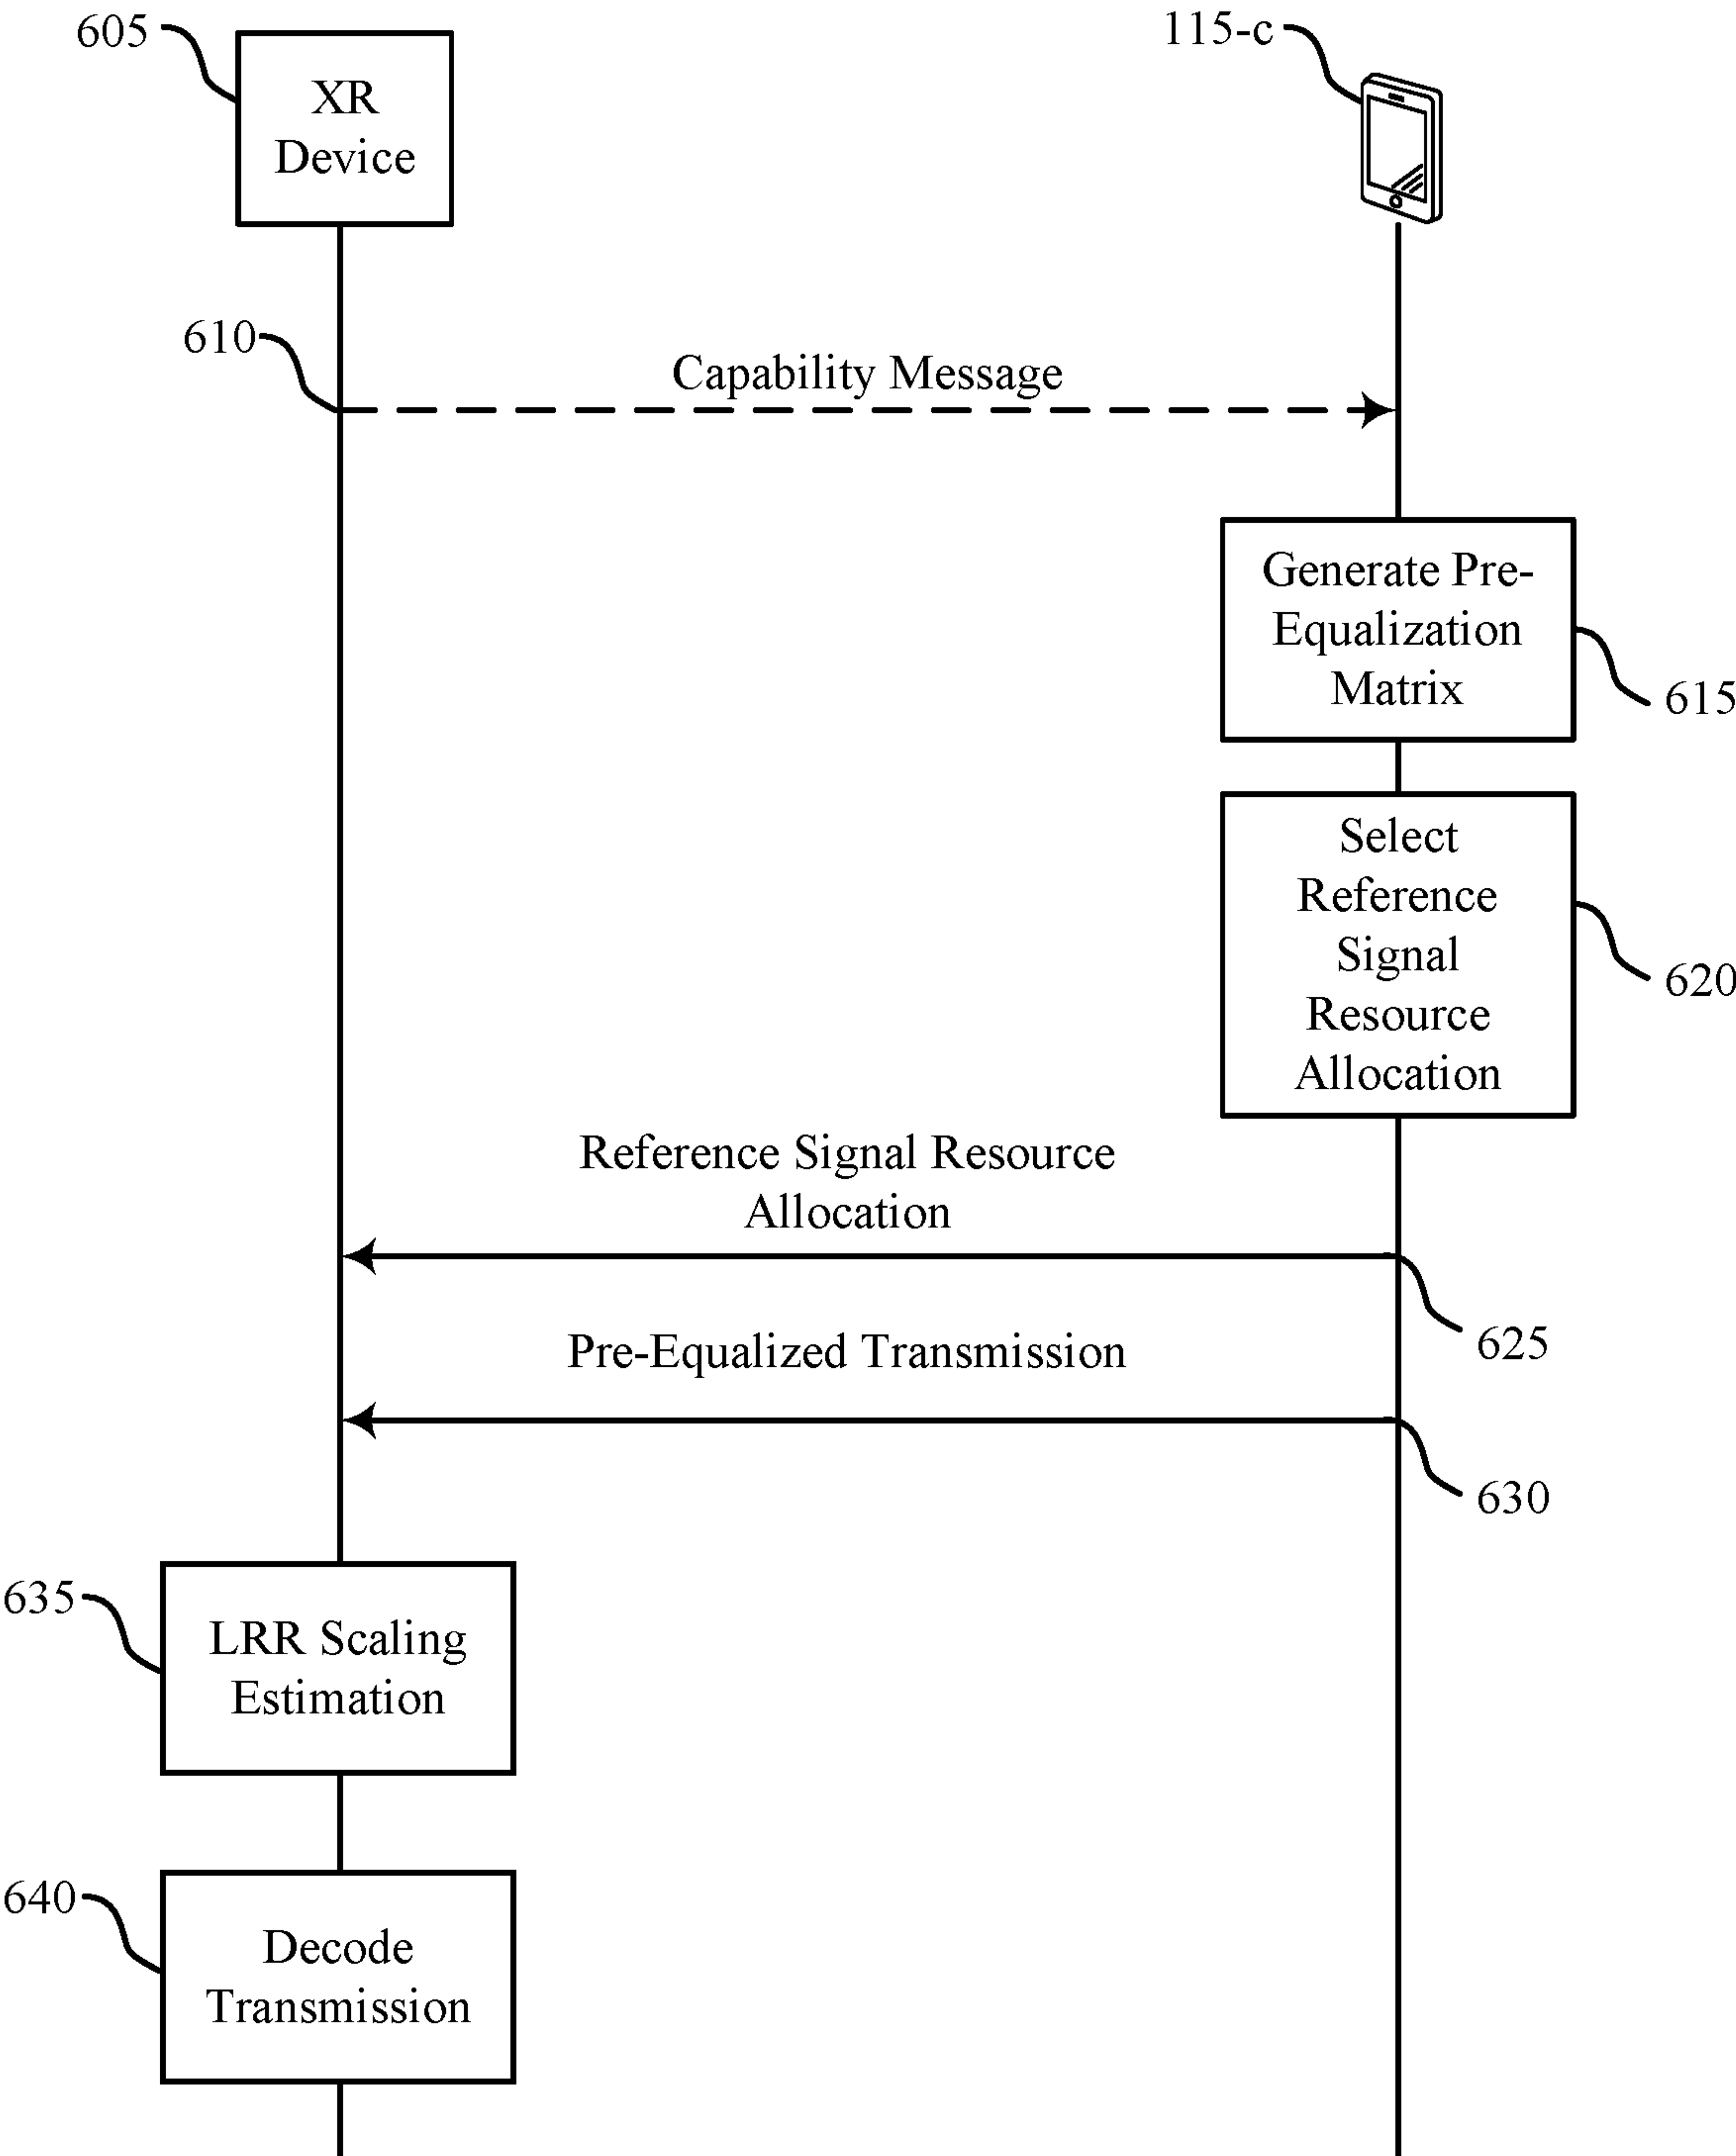 605
XR
Device
115-c
610
Capability Message
Generate Pre-
Equalization
Matrix
615
Select
Reference
Signal
Resource
Allocation
620
Reference Signal Resource
Allocation
625
Pre-Equalized Transmission
630
635
LRR Scaling
Estimation
640
Decode
Transmission